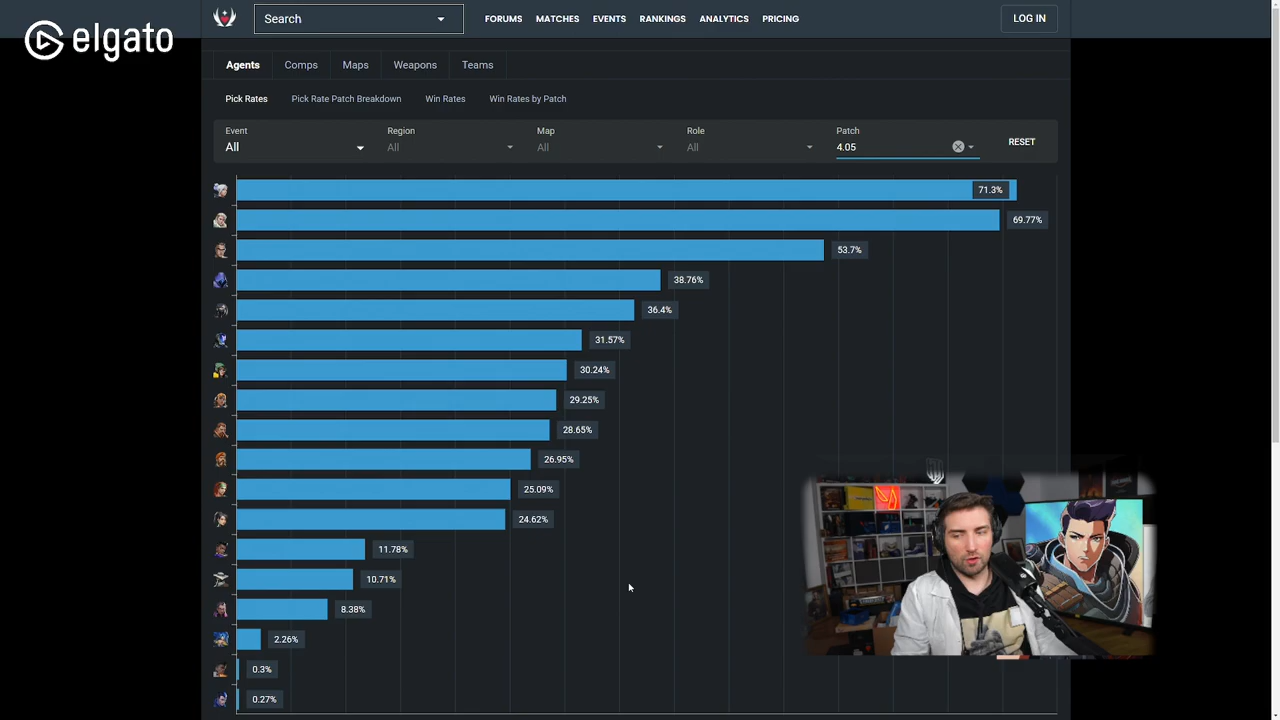 elgato
Search
FORUMS MATCHES EVENTS RANKINGS ANALYTICS PRICING
LOG IN
Agents Comps Maps Weapons Teams
Pick Rates Pick Rate Patch Breakdown Win Rates Win Rates by Patch
Event Region Map Role Patch
All All All All 4.05 RESET
71.3%
69.77%
53.7%
38.76%
36.4%
31.57%
30.24%
29.25%
28.65%
26.95%
25.09%
24.62%
11.78%
10.71%
8.38%
2.26%
0.3%
0.27%